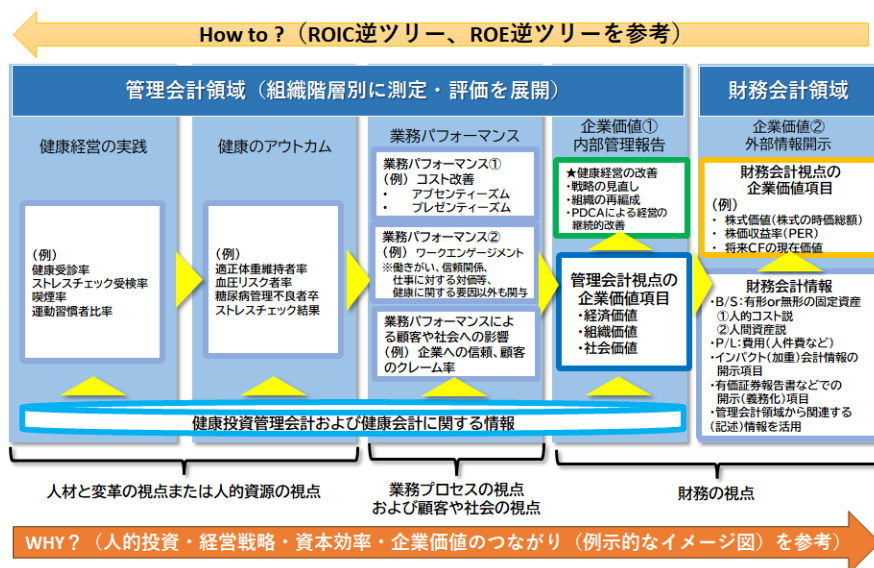 How to？（ROIC逆ツリー、ROE逆ツリーを参考）
管理会計領域（組織階層別に測定・評価を展開）
財務会計領域
健康経営の実践
（例）
健康受診率
ストレスチェック受検率
喫煙率
運動習慣者比率
健康のアウトカム
（例）
適正体重維持者率
血圧リスク者率
糖尿病管理不良者卒
ストレスチェック結果
業務パフォーマンス
業務パフォーマンス①
（例）コスト改善
・ アブセンティーズム
・ プレゼンティーズム
業務パフォーマンス②
（例）ワークエンゲージメント
※働きがい、信頼関係、
仕事に対する対価等、
健康に関する要因以外も関与
業務パフォーマンスによ
る顧客や社会への影響
（例）企業への信頼、顧客
のクレーム率
企業価値①
内部管理報告
★健康経営の改善
・戦略の見直し
・組織の再編成
・PDCAによる経営の
継続的改善
管理会計視点の
企業価値項目
・経済価値
・組織価値
・社会価値
企業価値②
外部情報開示
財務会計視点の
企業価値項目
（例）
・ 株式価値（株式の時価総額）
・ 株価収益率（PER）
・ 将来CFの現在価値
財務会計情報
・B/S：有形or無形の固定資産
①人的コスト説
②人間資産説
・P/L：費用（人件費など）
・インパクト（加重）会計情報の
開示項目
・有価証券報告書などでの
開示（義務化）項目
・管理会計領域から関連する
（記述）情報を活用
健康投資管理会計および健康会計に関する情報
人材と変革の視点または人的資源の視点
業務プロセスの視点
および顧客や社会の視点
財務の視点
WHY？（人的投資・経営戦略・資本効率・企業価値のつながり（例示的なイメージ図）を参考）